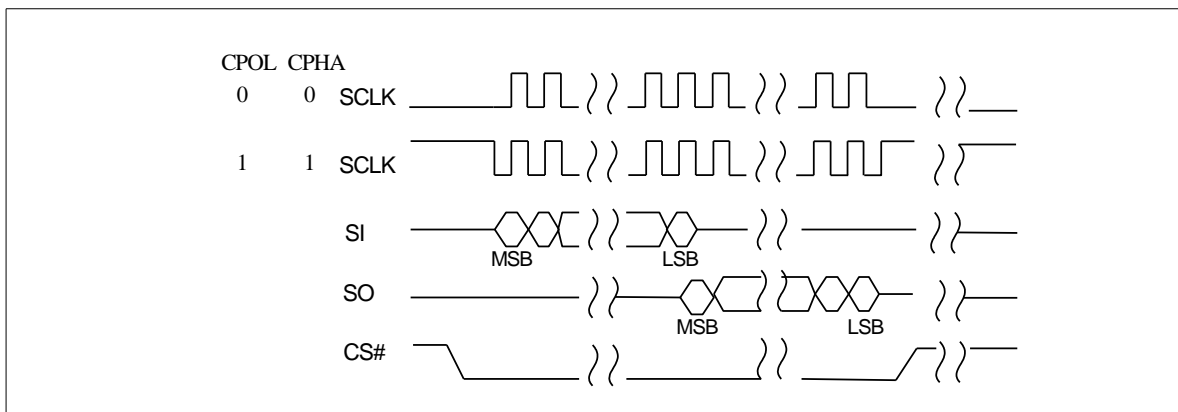 CPOL CPHA
0 0 SCLK
1 1 SCLK
SI
MSB LSB
SO
MSB LSB
CS#